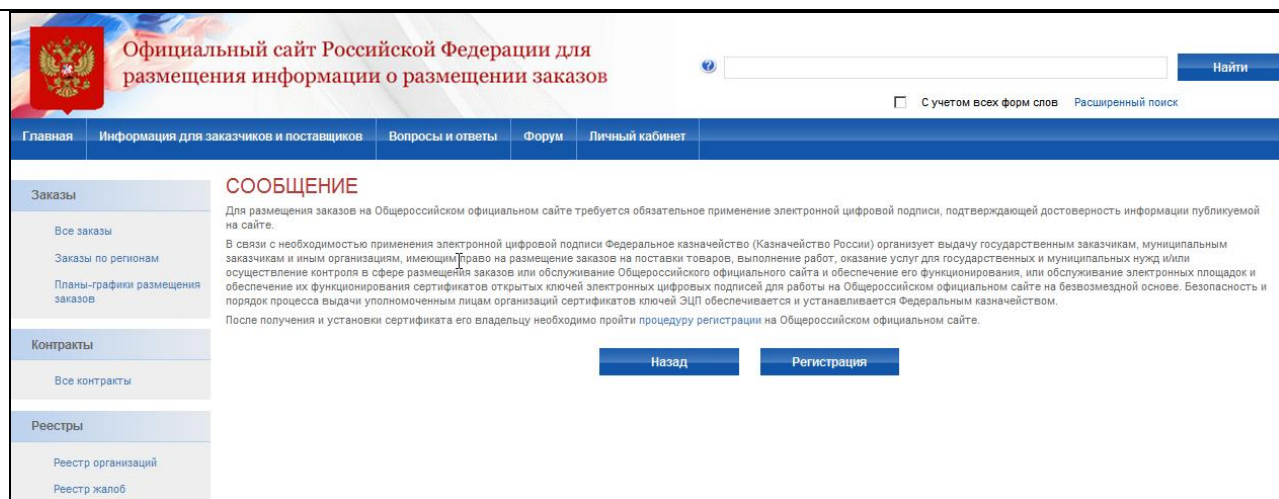 Официальный сайт Российской Федерации для
размещения информации о размещении заказов
Найти
С учетом всех форм слов Расширенный поиск
Главная Информация для заказчиков и поставщиков Вопросы и ответы Форум Личный кабинет
Заказы
Все заказы
Заказы по регионам
Планы-графики размещения
заказов
Контракты
Все контракты
Реестры
Реестр организаций
Реестр жалоб
СООБЩЕНИЕ
Для размещения заказов на Общероссийском официальном сайте требуется обязательное применение электронной цифровой подписи, подтверждающей достоверность информации публикуемой
на сайте.
В связи с необходимостью применения электронной цифровой подписи Федеральное казначейство (Казначейство России) организует выдачу государственным заказчикам, муниципальным
заказчикам и иным организациям, имеющим право на размещение заказов на поставки товаров, выполнение работ, оказание услуг для государственных и муниципальных нужд и/или
осуществление контроля в сфере размещения заказов или обслуживание Общероссийского официального сайта и обеспечение его функционирования, или обслуживание электронных площадок и
обеспечение их функционирования сертификатов открытых ключей электронных цифровых подписей для работы на Общероссийском официальном сайте на безвозмездной основе. Безопасность и
порядок процесса выдачи уполномоченным лицам организаций сертификатов ключей ЭЦП обеспечивается и устанавливается Федеральным казначейством.
После получения и установки сертификата его владельцу необходимо пройти процедуру регистрации на Общероссийском официальном сайте.
Назад Регистрация